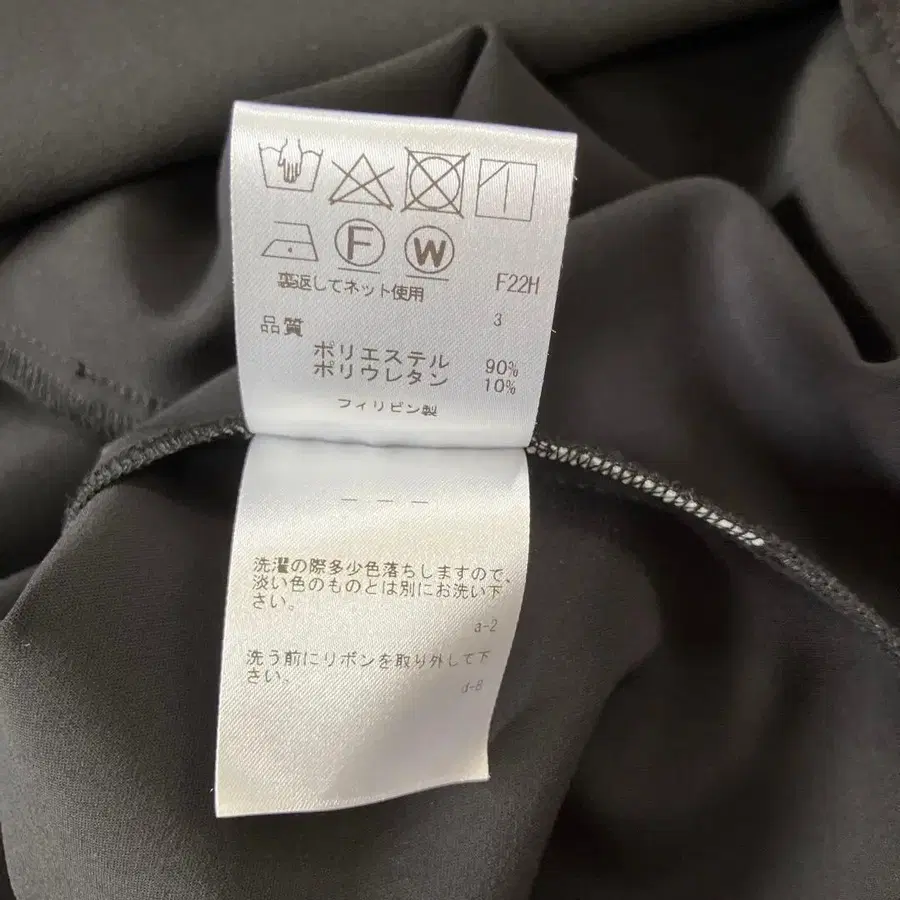 F W
裏返してネット使用 F22H
品質 3
ポリエステル 90%
ポリウレタン 10%
フィリピン製
― ― ―
洗濯の際多少色落ちしますので、
淡い色のものとは別にお洗い下
さい。
a-2
洗う前にリボンを取り外して下
さい。
d-8